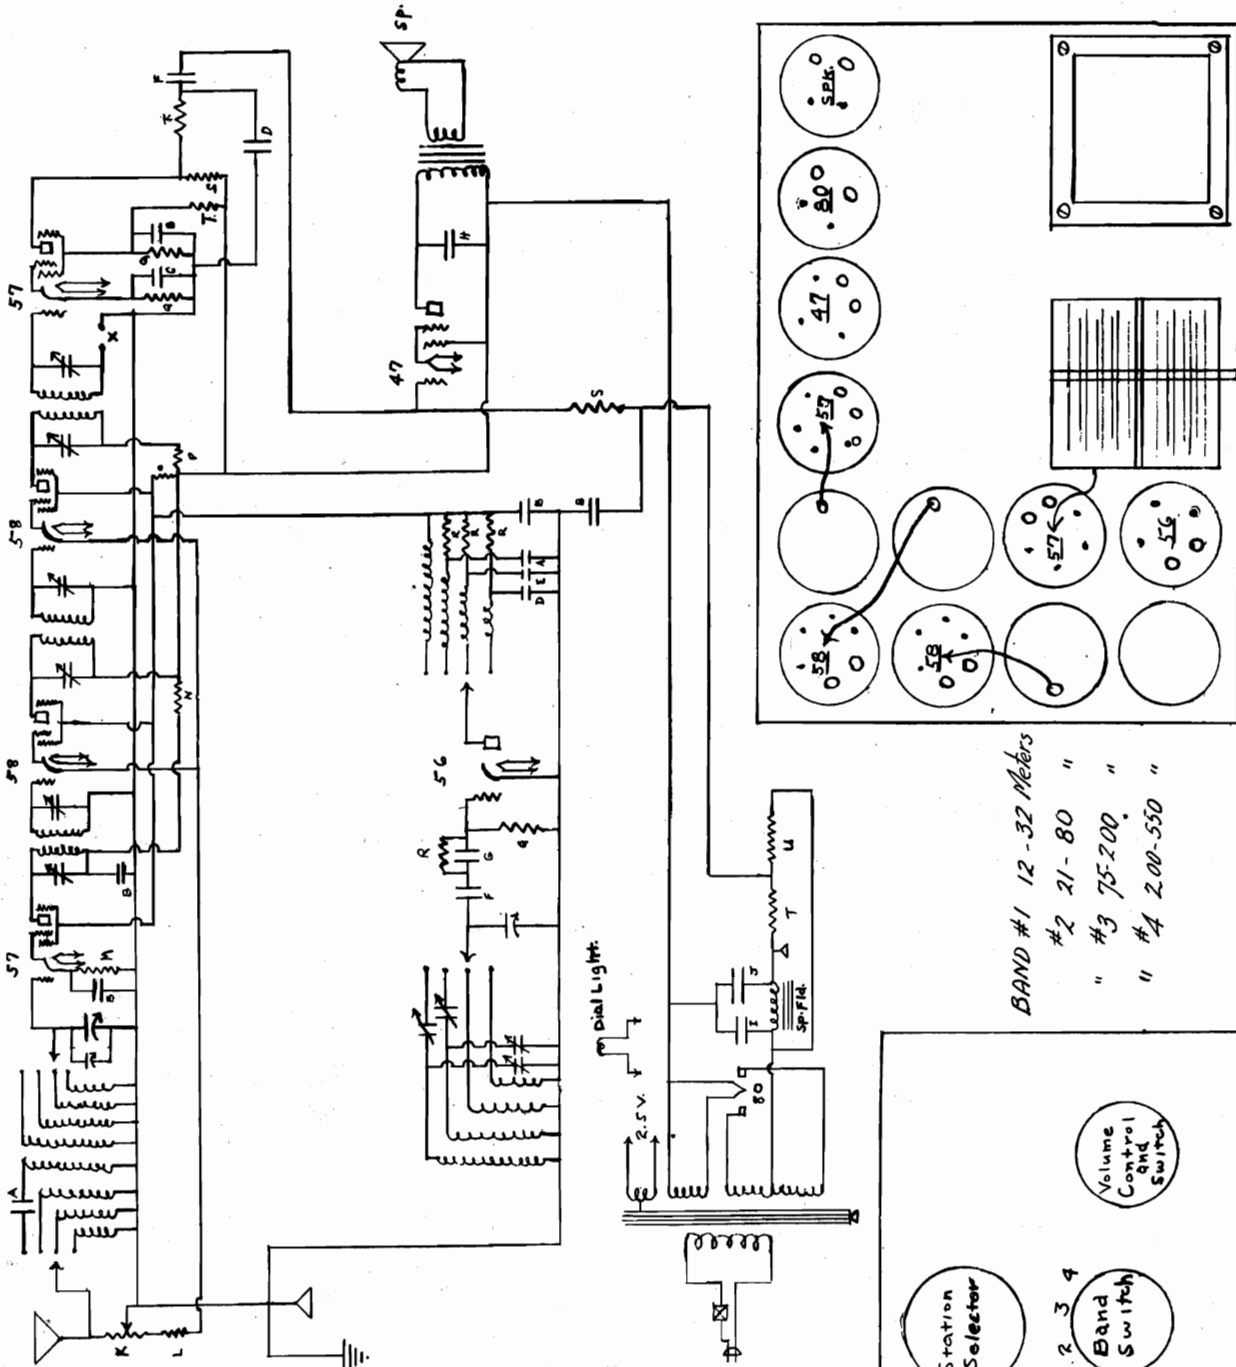 57
58
58
57
A
K
L
B
M
B
N
P
X
Q
C
Q
B
T.
S
D
F
Sp.
47
H
S
56
R
G
F
Q
R
R
R
B
B
D
E
A
Dial Light.
2.5 V.
80
I
J
Sp. Fld.
T
U
BAND #1 12-32 Meters
#2 21-80 "
" #3 75-200. "
" #4 200-550 "
58
58
57
56
57
47
80
SPK.
Station
Selector
2 3 4
Band
Switch
Volume
Control
and
Switch